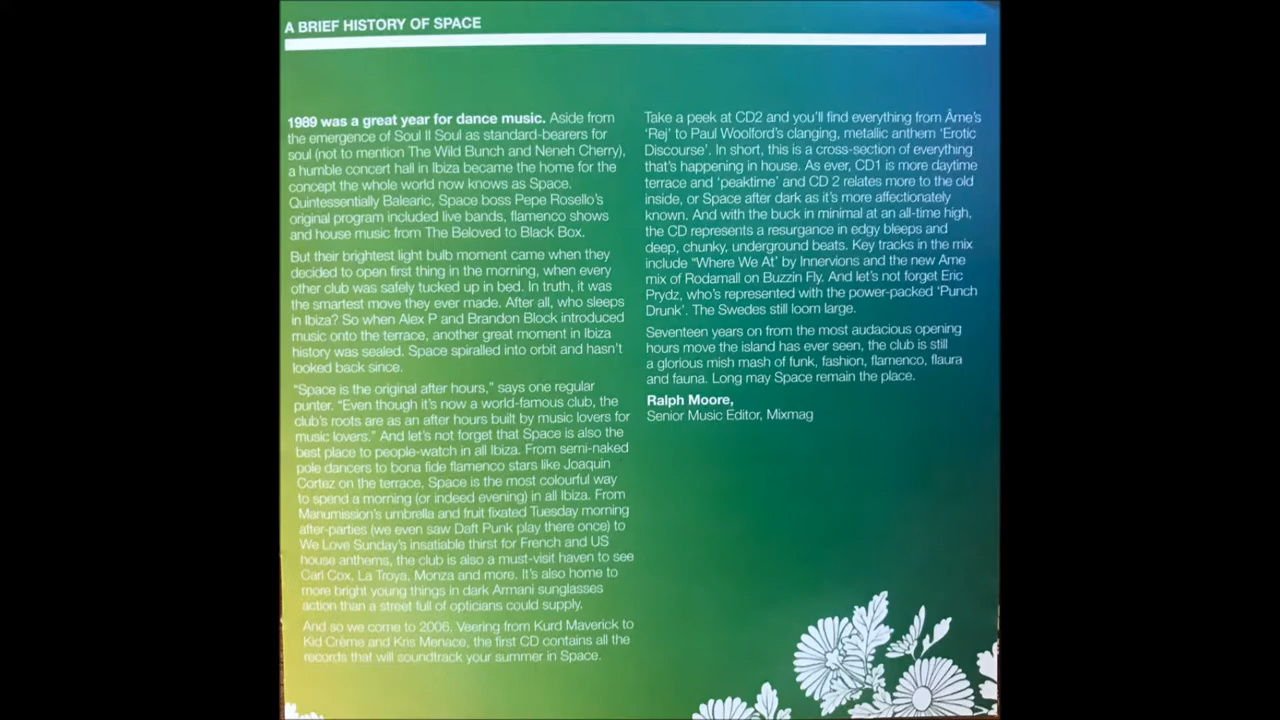 A BRIEF HISTORY OF SPACE
1989 was a great year for dance music. Aside from
the emergence of Soul II Soul as standard-bearers for
soul (not to mention The Wild Bunch and Neneh Cherry),
a humble concert hall in Ibiza became the home for the
concept the whole world now knows as Space.
Quintessentially Balearic, Space boss Pepe Rosello's
original program included live bands, flamenco shows
and house music from The Beloved to Black Box.
But their brightest light bulb moment came when they
decided to open first thing in the morning, when every
other club was safely tucked up in bed. In truth, it was
the smartest move they ever made. After all, who sleeps
in Ibiza? So when Alex P and Brandon Block introduced
music onto the terrace, another great moment in Ibiza
history was sealed. Space spiralled into orbit and hasn't
looked back since.
"Space is the original after hours," says one regular
punter. "Even though it's now a world-famous club, the
club's roots are as an after hours built by music lovers for
music lovers." And let's not forget that Space is also the
best place to people-watch in all Ibiza. From semi-naked
pole dancers to bona fide flamenco stars like Joaquin
Cortez on the terrace, Space is the most colourful way
to spend a morning (or indeed evening) in all Ibiza. From
Manumission's umbrella and fruit fixated Tuesday morning
after-parties (we even saw Daft Punk play there once) to
We Love Sunday's insatiable thirst for French and US
house anthems, the club is also a must-visit haven to see
Carl Cox, La Troya, Monza and more. It's also home to
more bright young things in dark Armani sunglasses
action than a street full of opticians could supply.
And so we come to 2006. Veering from Kurd Maverick to
Kid Crème and Kris Menace, the first CD contains all the
records that will soundtrack your summer in Space.
Take a peek at CD2 and you'll find everything from Âme's
'Rej' to Paul Woolford's clanging, metallic anthem 'Erotic
Discourse'. In short, this is a cross-section of everything
that's happening in house. As ever, CD1 is more daytime
terrace and 'peaktime' and CD 2 relates more to the old
inside, or Space after dark as it's more affectionately
known. And with the buck in minimal at an all-time high,
the CD represents a resurgance in edgy bleeps and
deep, chunky, underground beats. Key tracks in the mix
include "Where We At' by Innervions and the new Ame
mix of Rodamall on Buzzin Fly. And let's not forget Eric
Prydz, who's represented with the power-packed 'Punch
Drunk'. The Swedes still loom large.
Seventeen years on from the most audacious opening
hours move the island has ever seen, the club is still
a glorious mish mash of funk, fashion, flamenco, flaura
and fauna. Long may Space remain the place.
Ralph Moore,
Senior Music Editor, Mixmag